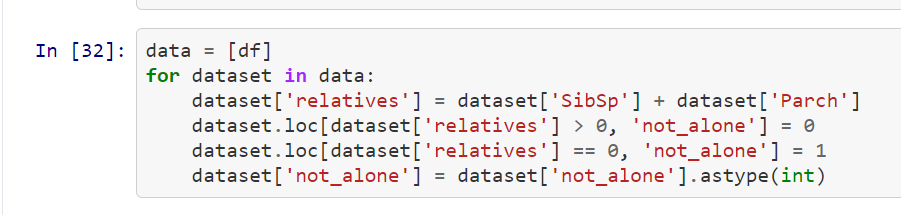 In [32]: data = [df]
for dataset in data:
    dataset['relatives'] = dataset['SibSp'] + dataset['Parch']
    dataset.loc[dataset['relatives'] > 0, 'not_alone'] = 0
    dataset.loc[dataset['relatives'] == 0, 'not_alone'] = 1
    dataset['not_alone'] = dataset['not_alone'].astype(int)